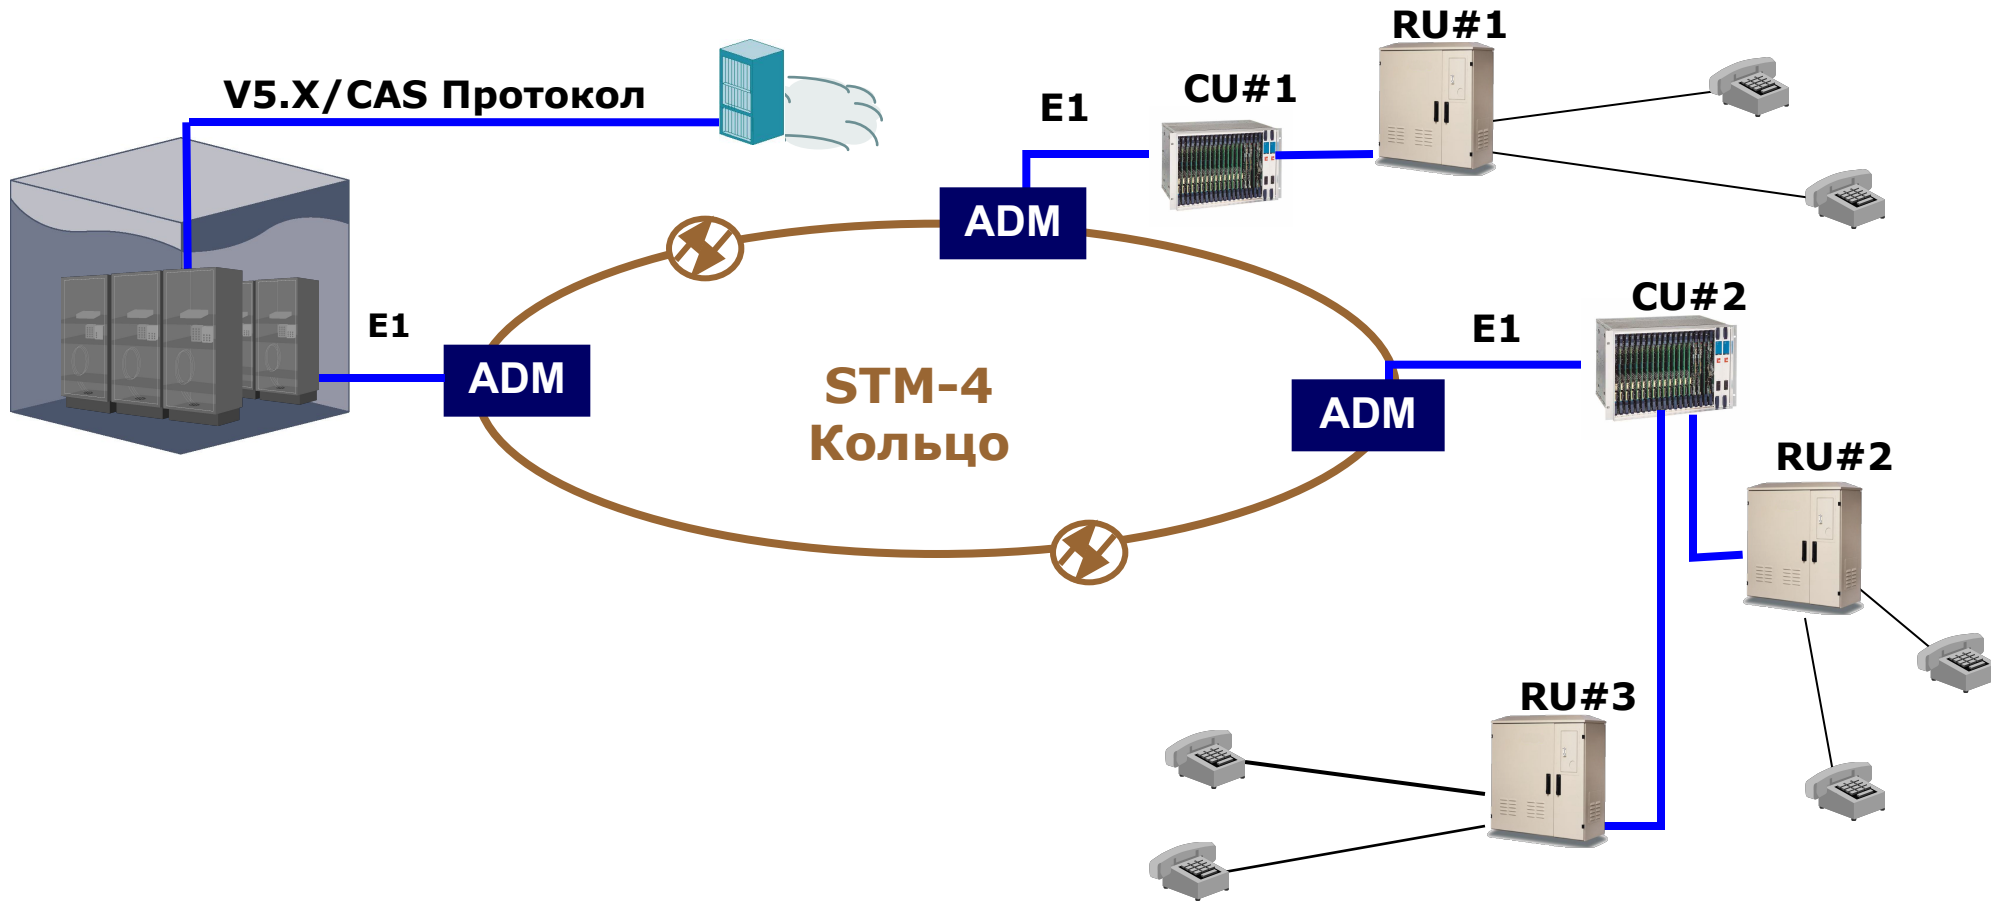 RU#1
V5.X/CAS Протокол
CU#1
E1
ADM
CU#2
E1
E1
ADM
STM-4
Кольцо
ADM
RU#2
RU#3